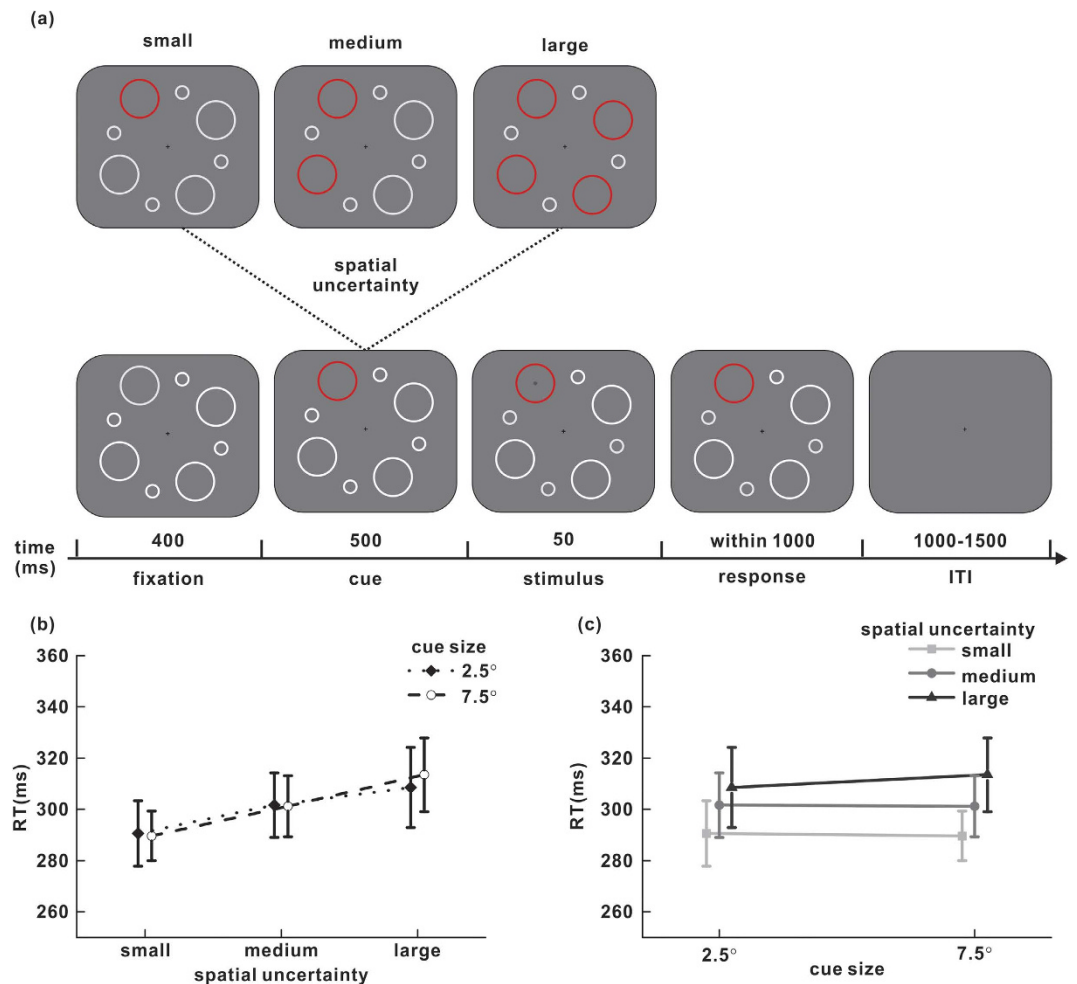 (a)
small medium large
spatial
uncertainty
time
(ms)
400 500 50 within 1000 1000-1500
fixation cue stimulus response ITI
(b)
cue size
2.5°
7.5°
360
340
320
300
280
260
RT(ms)
small medium large
spatial uncertainty
(c)
spatial uncertainty
small
medium
large
360
340
320
300
280
260
RT(ms)
2.5° 7.5°
cue size